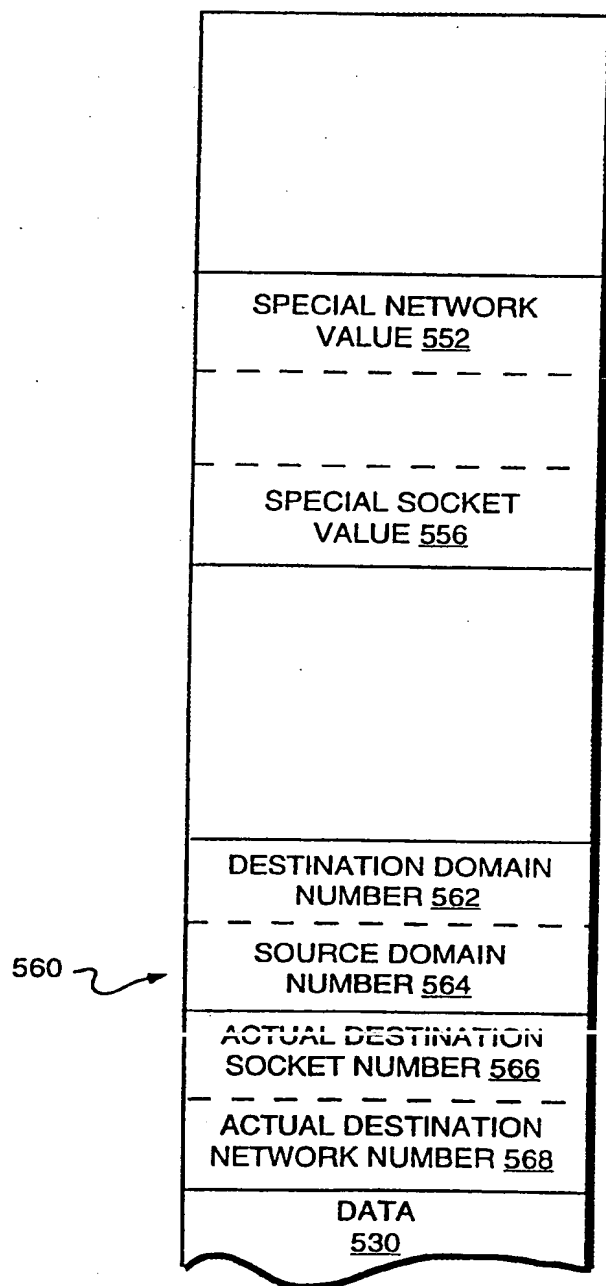 SPECIAL NETWORK
VALUE 552
SPECIAL SOCKET
VALUE 556
DESTINATION DOMAIN
NUMBER 562
560
SOURCE DOMAIN
NUMBER 564
ACTUAL DESTINATION
SOCKET NUMBER 566
ACTUAL DESTINATION
NETWORK NUMBER 568
DATA
530